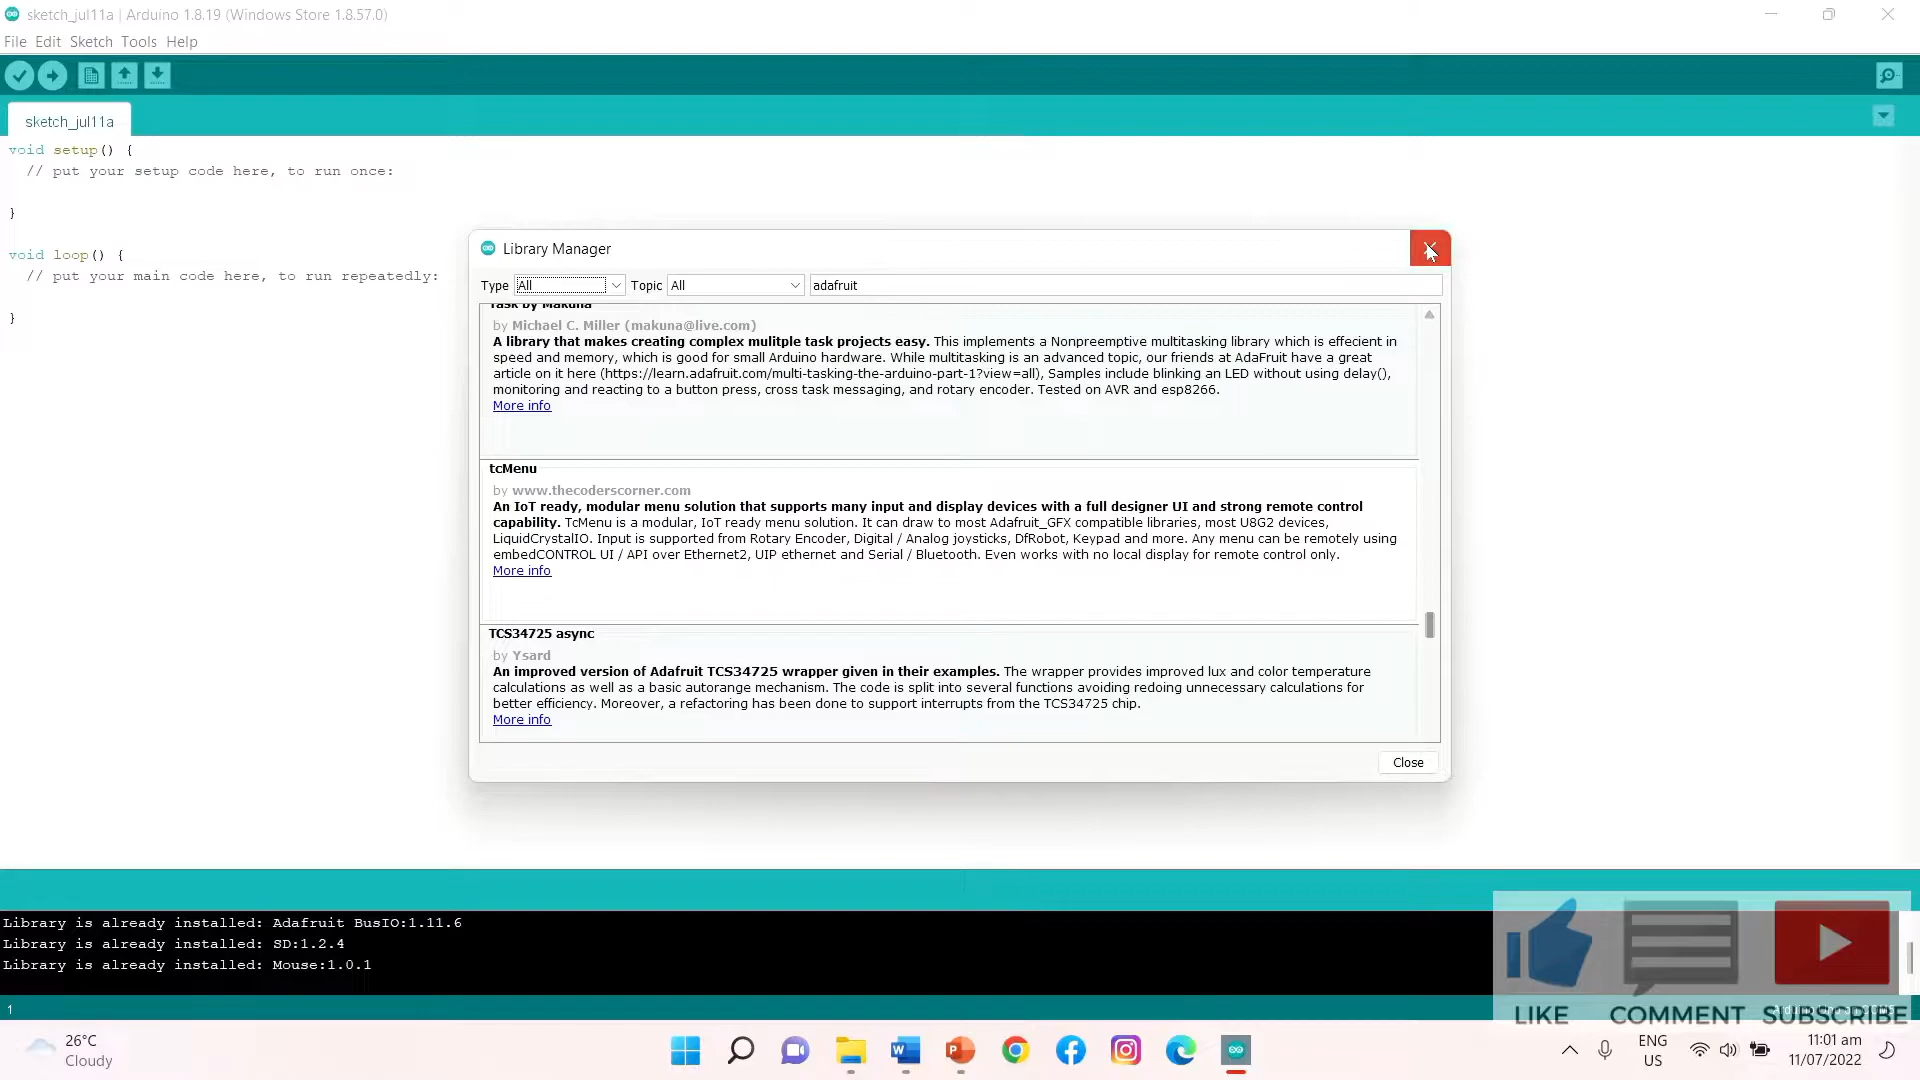 sketch_jul11a | Arduino 1.8.19 (Windows Store 1.8.57.0)
File Edit Sketch Tools Help
sketch_jul11a
void setup() {
// put your setup code here, to run once:
}
void loop() {
// put your main code here, to run repeatedly:
}
Library Manager
Type All Topic All adafruit
Task by Makuna
by Michael C. Miller (makuna@live.com)
A library that makes creating complex mulitple task projects easy. This implements a Nonpreemptive multitasking library which is effecient in
speed and memory, which is good for small Arduino hardware. While multitasking is an advanced topic, our friends at AdaFruit have a great
article on it here (https://learn.adafruit.com/multi-tasking-the-arduino-part-1?view=all), Samples include blinking an LED without using delay(),
monitoring and reacting to a button press, cross task messaging, and rotary encoder. Tested on AVR and esp8266.
More info
tcMenu
by www.thecoderscorner.com
An IoT ready, modular menu solution that supports many input and display devices with a full designer UI and strong remote control
capability. TcMenu is a modular, IoT ready menu solution. It can draw to most Adafruit_GFX compatible libraries, most U8G2 devices,
LiquidCrystalIO. Input is supported from Rotary Encoder, Digital / Analog joysticks, DfRobot, Keypad and more. Any menu can be remotely using
embedCONTROL UI / API over Ethernet2, UIP ethernet and Serial / Bluetooth. Even works with no local display for remote control only.
More info
TCS34725 async
by Ysard
An improved version of Adafruit TCS34725 wrapper given in their examples. The wrapper provides improved lux and color temperature
calculations as well as a basic autorange mechanism. The code is split into several functions avoiding redoing unnecessary calculations for
better efficiency. Moreover, a refactoring has been done to support interrupts from the TCS34725 chip.
More info
Close
Library is already installed: Adafruit BusIO:1.11.6
Library is already installed: SD:1.2.4
Library is already installed: Mouse:1.0.1
1
LIKE COMMENT SUBSCRIBE
26°C
Cloudy
ENG
US
11:01 am
11/07/2022